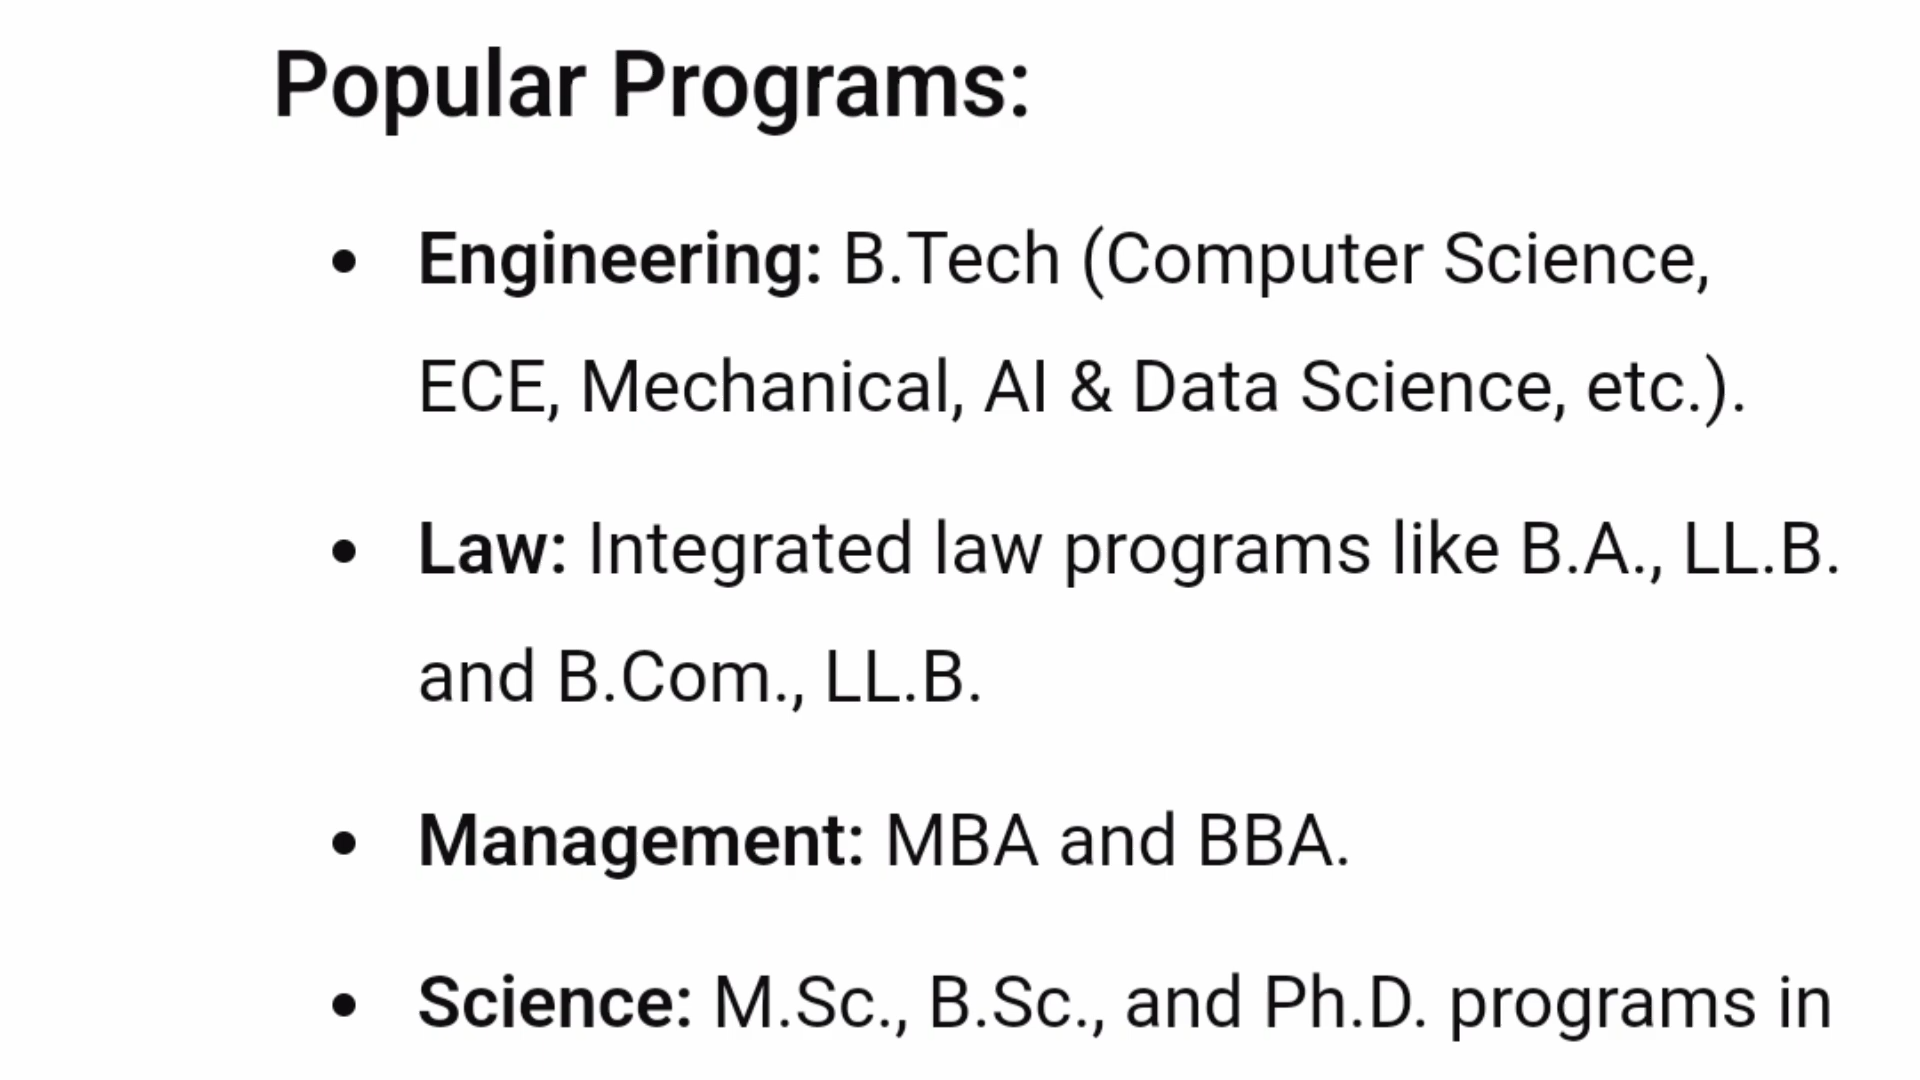 Popular Programs:
• Engineering: B.Tech (Computer Science,
ECE, Mechanical, AI & Data Science, etc.).
• Law: Integrated law programs like B.A., LL.B.
and B.Com., LL.B.
• Management: MBA and BBA.
• Science: M.Sc., B.Sc., and Ph.D. programs in